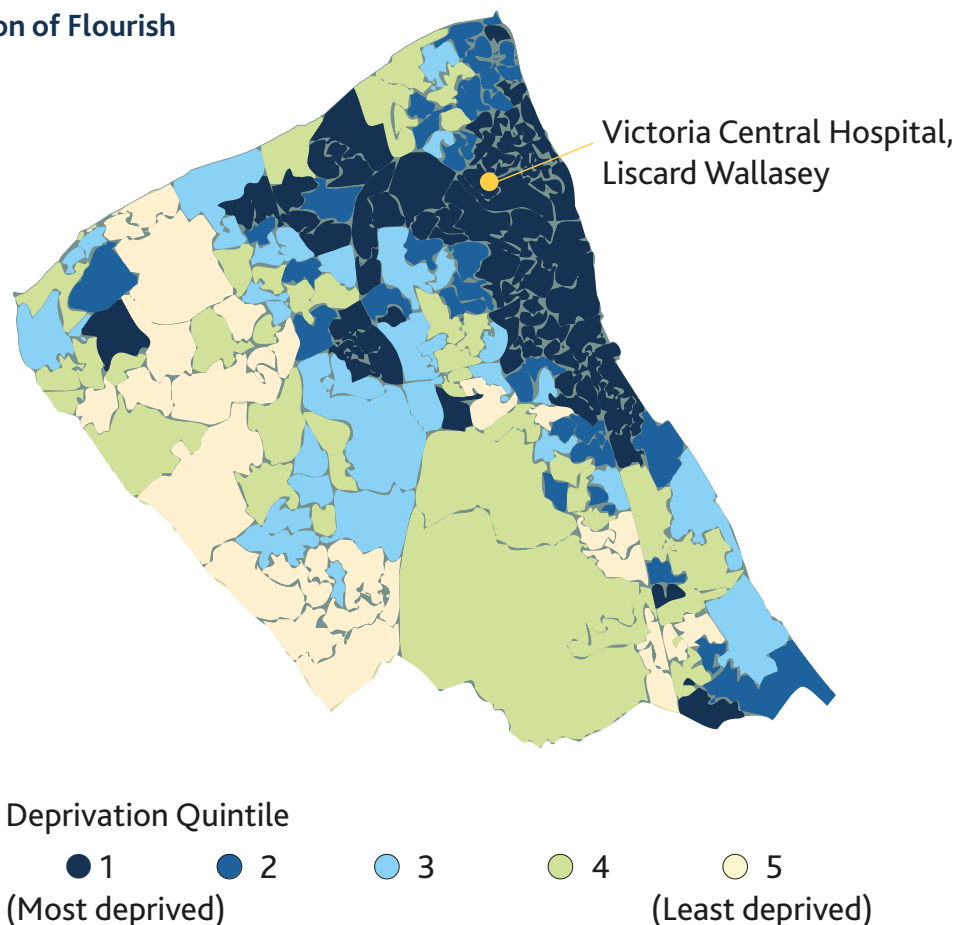 on of Flourish
Victoria Central Hospital,
Liscard Wallasey
Deprivation Quintile
1
2
3
4
5
(Most deprived)
(Least deprived)